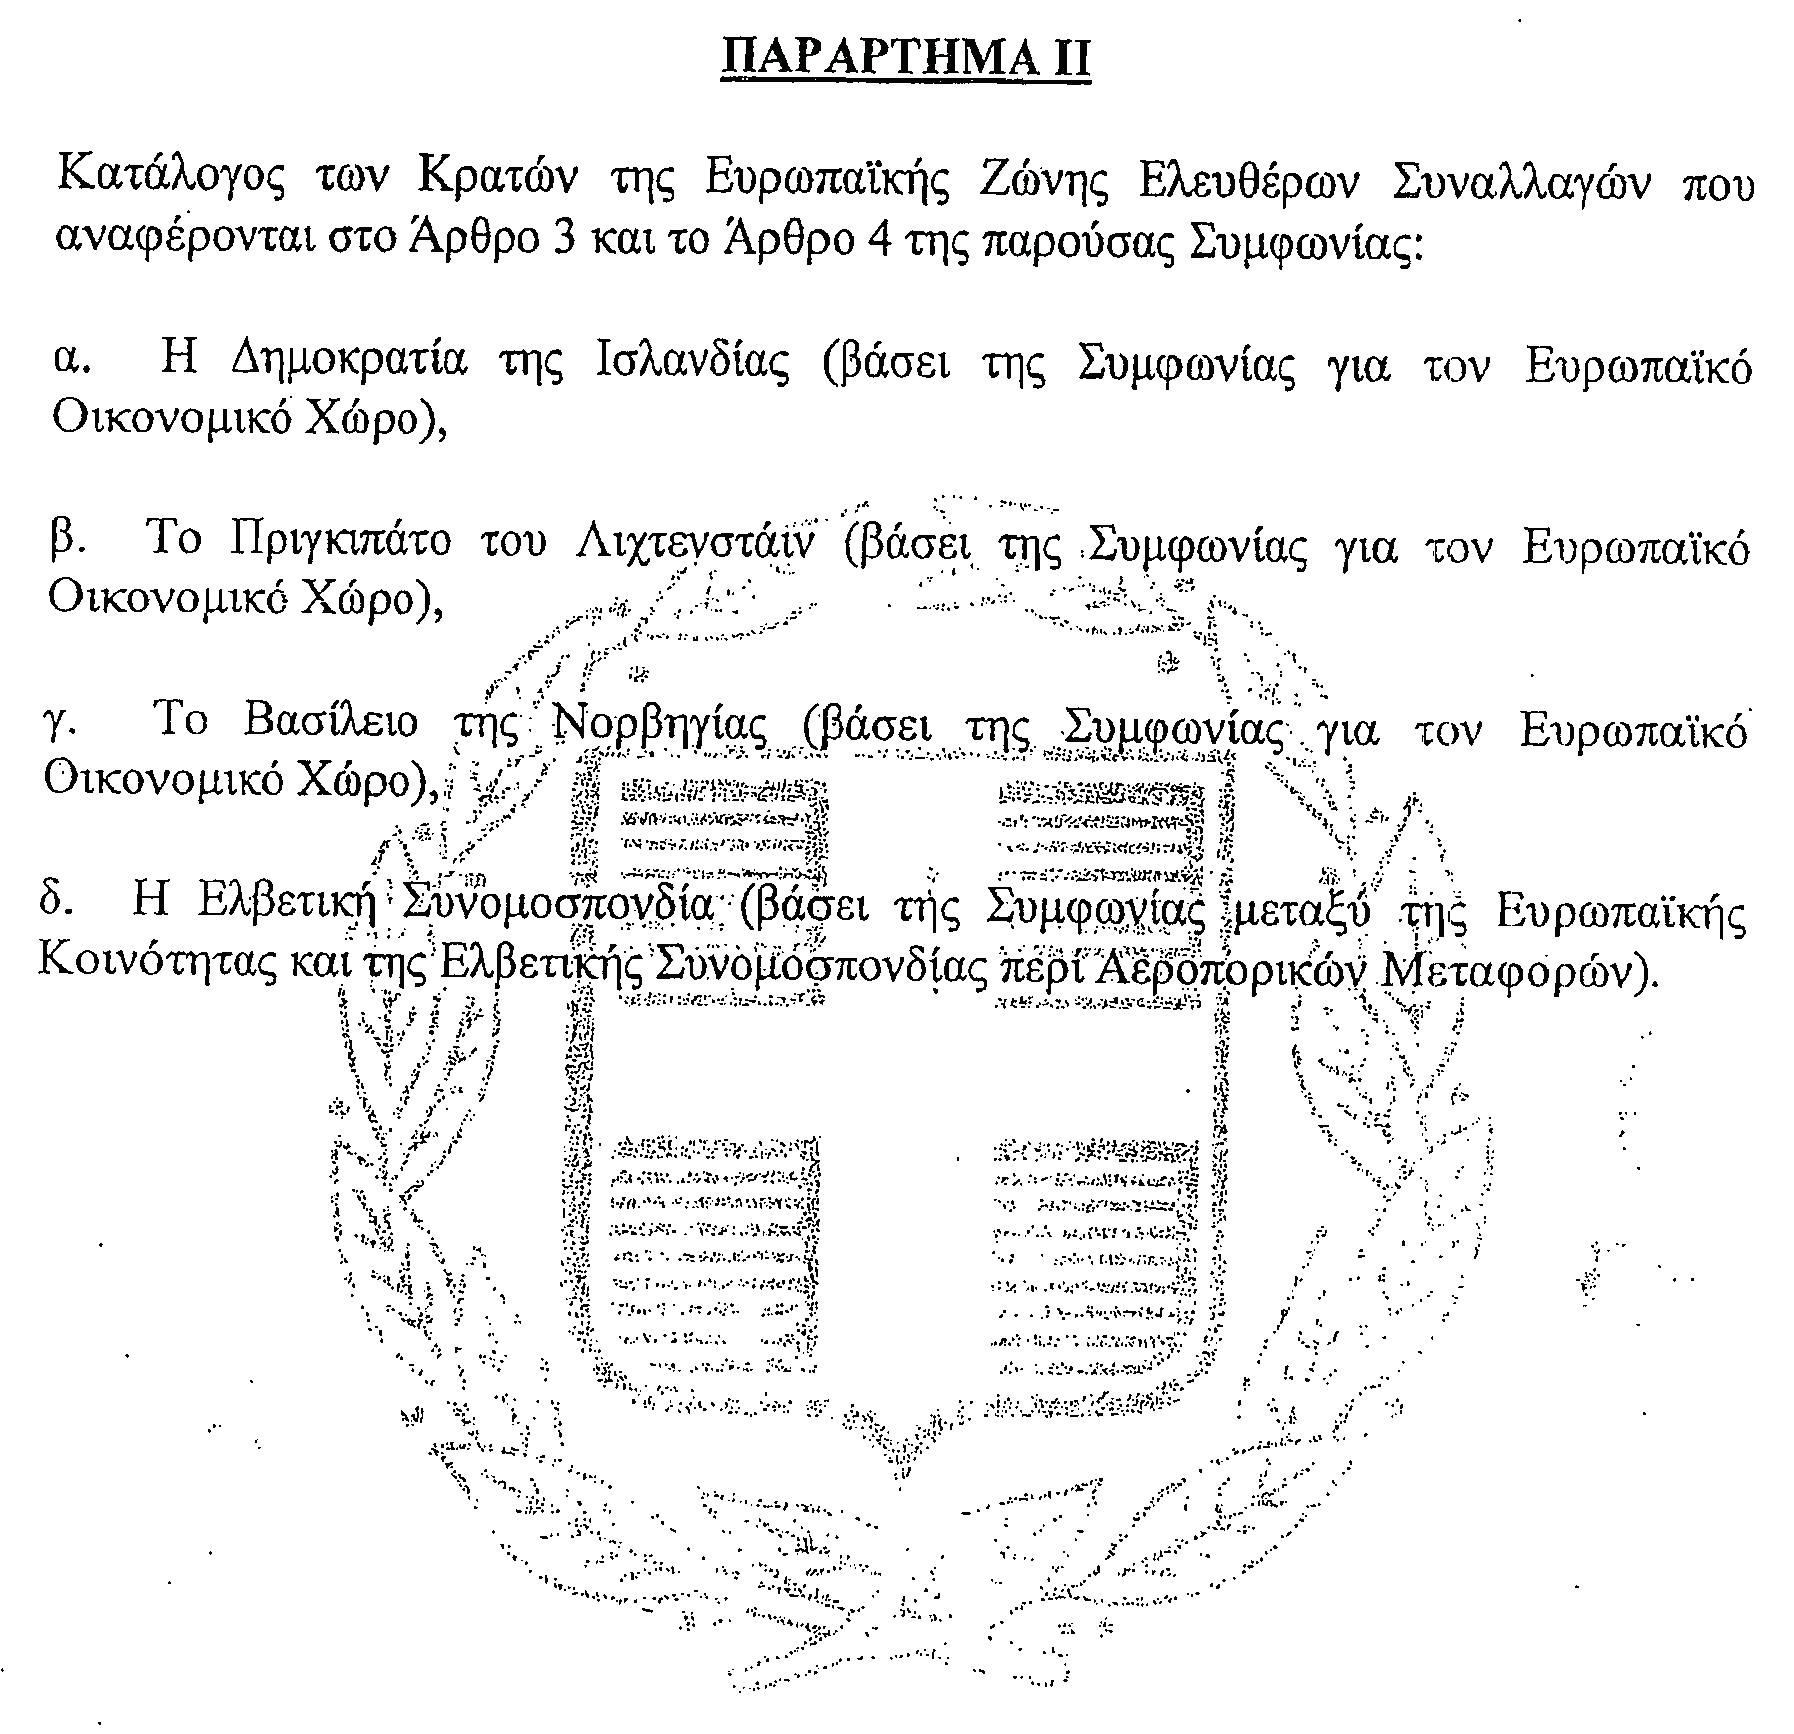 ΠΑΡΑΡΤΗΜΑ ΙΙ
Κατάλογος των Κρατών της Ευρωπαϊκής Ζώνης Ελευθέρων Συναλλαγών που
αναφέρονται στο Άρθρο 3 και το Άρθρο 4 της παρούσας Συμφωνίας:
α. Η Δημοκρατία της Ισλανδίας (βάσει της Συμφωνίας για τον Ευρωπαϊκό
Οικονομικό Χώρο),
β. Το Πριγκιπάτο του Λιχτενστάϊν (βάσει της Συμφωνίας για τον Ευρωπαϊκό
Οικονομικό Χώρο),
γ. Το Βασίλειο της Νορβηγίας (βάσει της Συμφωνίας για τον Ευρωπαϊκό
Οικονομικό Χώρο),
δ. Η Ελβετική Συνομοσπονδία (βάσει της Συμφωνίας μεταξύ της Ευρωπαϊκής
Κοινότητας και της Ελβετικής Συνομοσπονδίας περί Αεροπορικών Μεταφορών).